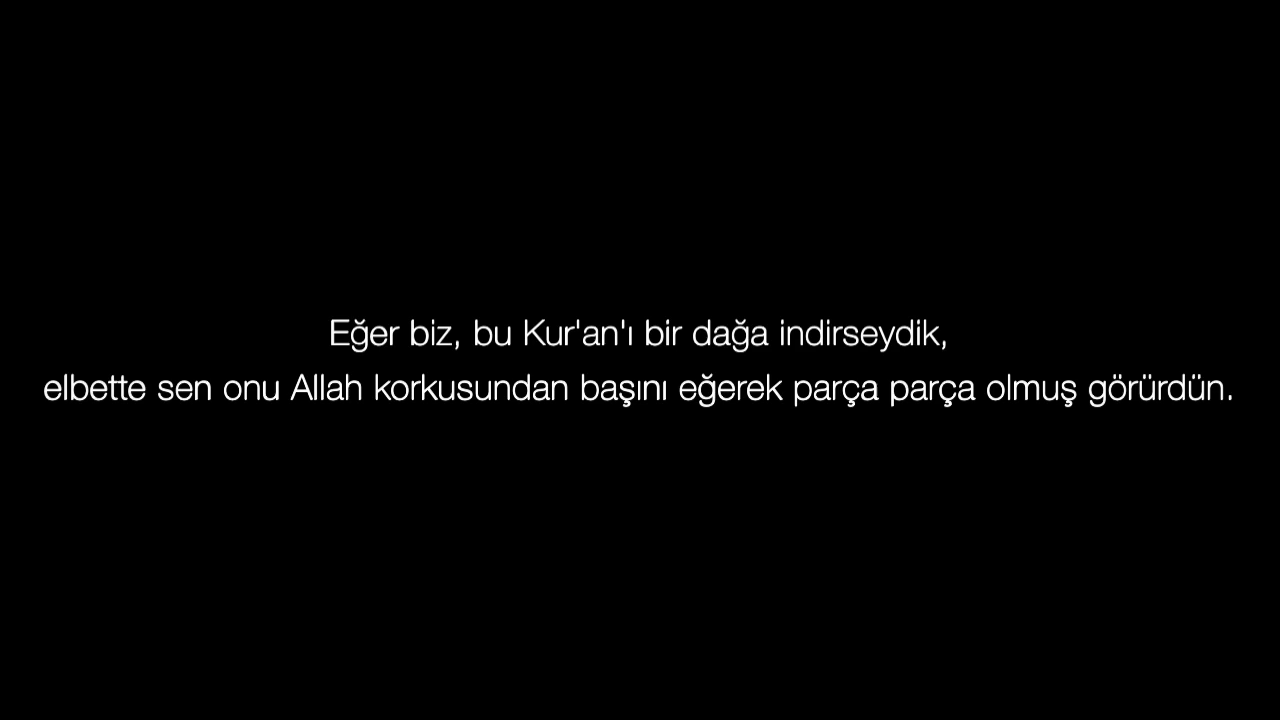 Eğer biz, bu Kur'an'ı bir dağa indirseydik,
elbette sen onu Allah korkusundan başını eğerek parça parça olmuş görürdün.